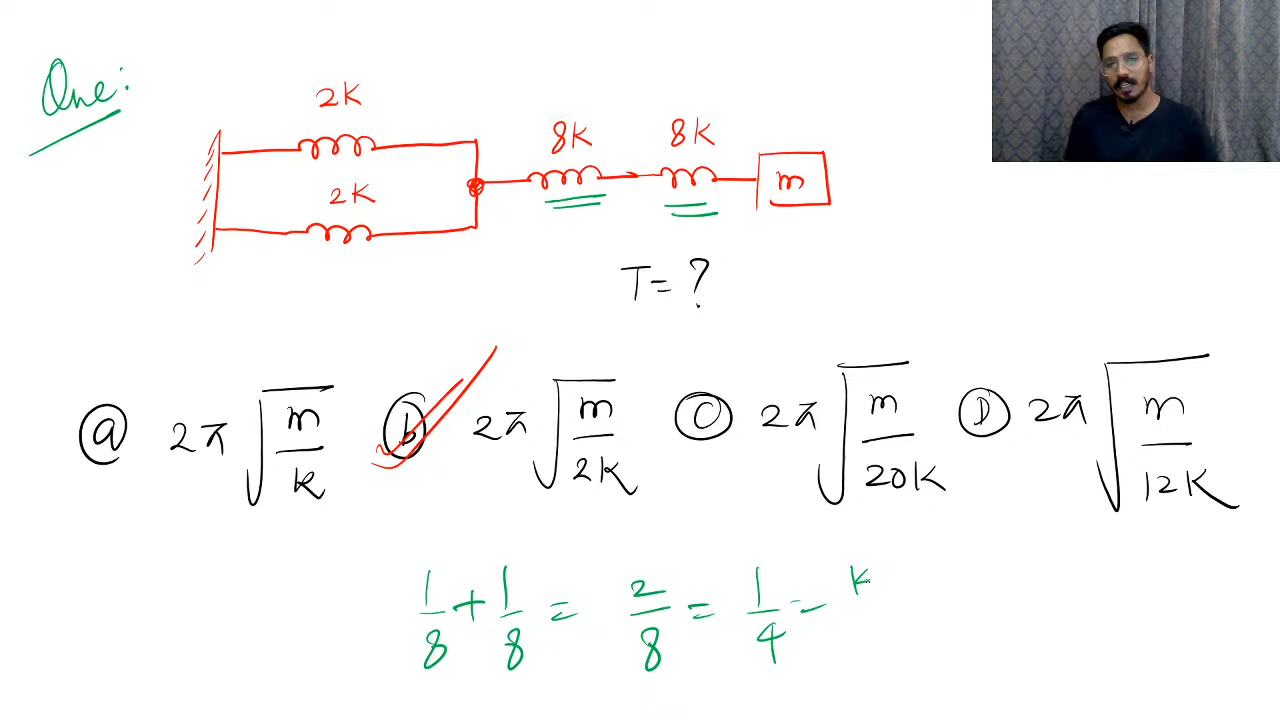 One:
2K
2K
8K 8K
m
T = ?
ⓐ 2π√(m/k) ⓑ 2π√(m/2K) ⓒ 2π√(m/20K) Ⓓ 2π√(m/12K)
1/8 + 1/8 = 2/8 = 1/4 = K